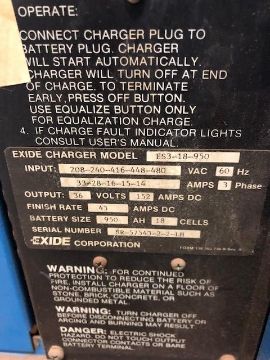 OPERATE:
CONNECT CHARGER PLUG TO
BATTERY PLUG. CHARGER
WILL START AUTOMATICALLY.
CHARGER WILL TURN OFF AT END
OF CHARGE. TO TERMINATE
EARLY, PRESS OFF BUTTON.
USE EQUALIZE BUTTON ONLY
FOR EQUALIZATION CHARGE.
4. IF CHARGE FAULT INDICATOR LIGHTS
CONSULT USER'S MANUAL.
EXIDE CHARGER MODEL ES3-18-950
INPUT: 208-240-416-448-480 VAC 60 Hz
-28-16-15-14 AMPS 3 Phase
OUTPUT: 36 VOLTS 152 AMPS DC
FINISH RATE 43 AMPS DC
BATTERY SIZE 950 AH 18 CELLS
SERIAL NUMBER
EXIDE CORPORATION
WARNING: FOR CONTINUED
PROTECTION TO REDUCE THE RISK OF
FIRE, INSTALL CHARGER ON A FLOOR OF
NON-COMBUSTIBLE MATERIAL SUCH AS
STONE, BRICK, CONCRETE, OR
GROUNDED METAL.
WARNING: TURN CHARGER OFF
BEFORE DISCONNECTING BATTERY OR
ARCING AND BURNING MAY RESULT
DANGER: ELECTRIC SHOCK.
CONNECTOR CONTACTS OR BARE
BATTERY TERMINAL